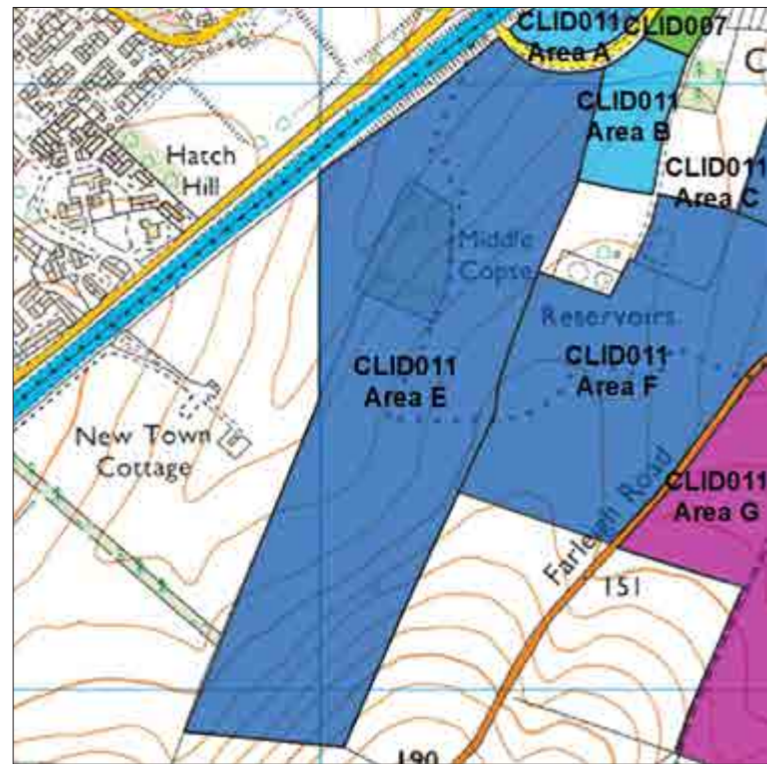 CLID011
Area A
CLID007
C
CLID011
Area B
Hatch
Hill
CLID011
Area C
Middle
Copse
Reservoirs
CLID011
Area E
CLID011
Area F
New Town
Cottage
CLID011
Area G
Farleigh Road
151
190